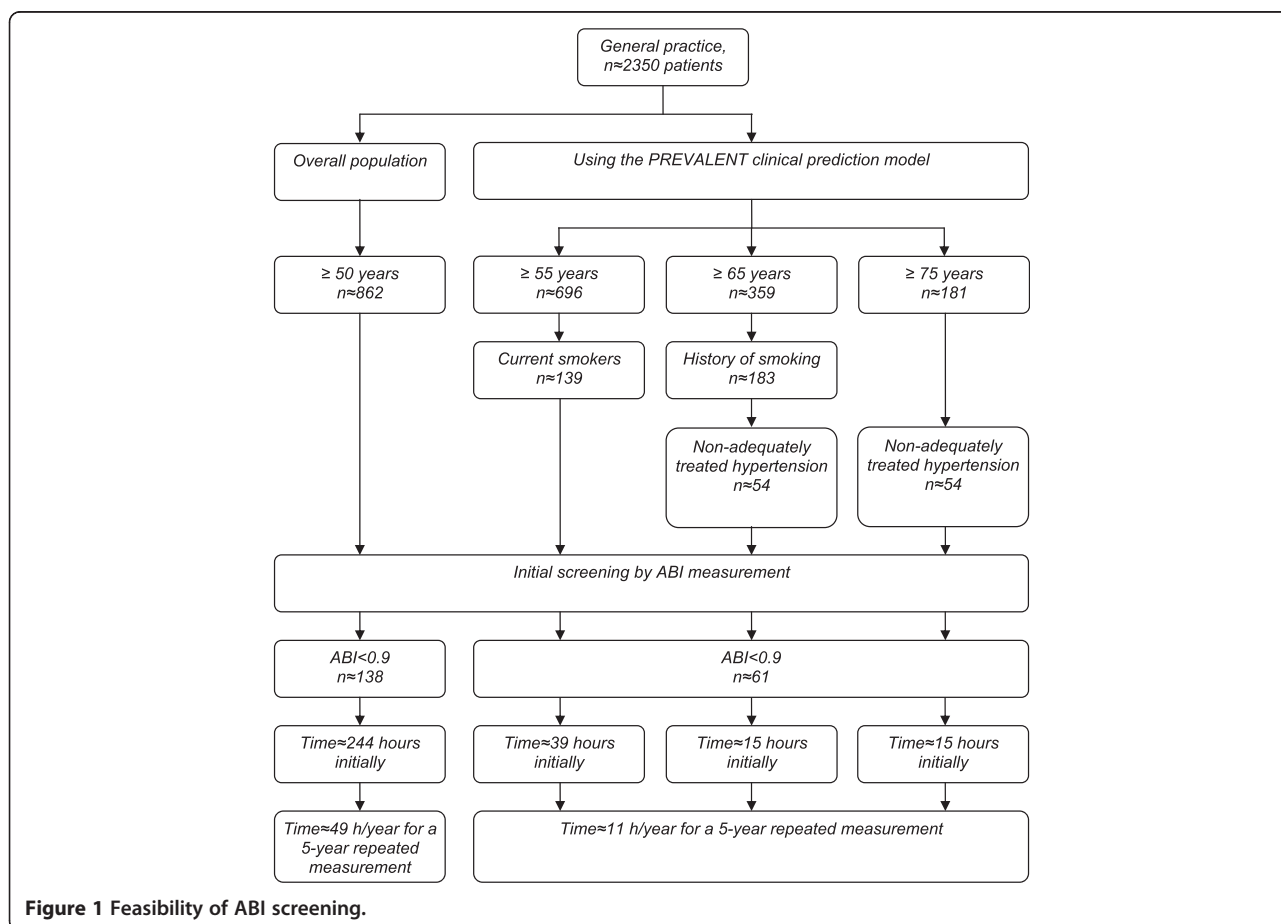 General practice,
n≈2350 patients
Overall population
Using the PREVALENT clinical prediction model
≥ 50 years
n≈862
≥ 55 years
n≈696
≥ 65 years
n≈359
≥ 75 years
n≈181
Current smokers
n≈139
History of smoking
n≈183
Non-adequately
treated hypertension
n≈54
Non-adequately
treated hypertension
n≈54
Initial screening by ABI measurement
ABI<0.9
n≈138
ABI<0.9
n≈61
Time≈244 hours
initially
Time≈39 hours
initially
Time≈15 hours
initially
Time≈15 hours
initially
Time≈49 h/year for a
5-year repeated
measurement
Time≈11 h/year for a 5-year repeated measurement
Figure 1 Feasibility of ABI screening.